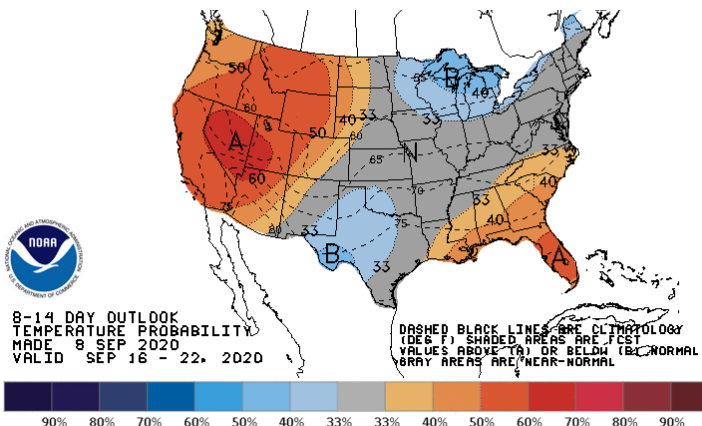 50
B
40
60
40
33
33
A
50
60
N
33
65
60
40
70
33
40
75
80
33
75
B
33
A
NATIONAL OCEANIC AND ATMOSPHERIC ADMINISTRATION
NOAA
U.S. DEPARTMENT OF COMMERCE
8-14 DAY OUTLOOK
TEMPERATURE PROBABILITY
MADE 8 SEP 2020
VALID SEP 16 - 22, 2020
DASHED BLACK LINES ARE CLIMATOLOGY
(DEG F) SHADED AREAS ARE FCST
VALUES ABOVE (A) OR BELOW (B) NORMAL
GRAY AREAS ARE NEAR-NORMAL
90% 80% 70% 60% 50% 40% 33% 33% 40% 50% 60% 70% 80% 90%